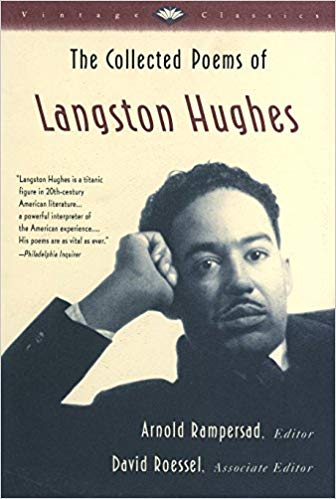 Vintage Classics
The Collected Poems of
Langston Hughes
"Langston Hughes is a titanic
figure in 20th-century
American literature...
a powerful interpreter of
the American experience....
His poems are as vital as ever."
—Philadelphia Inquirer
Arnold Rampersad, Editor
David Roessel, Associate Editor